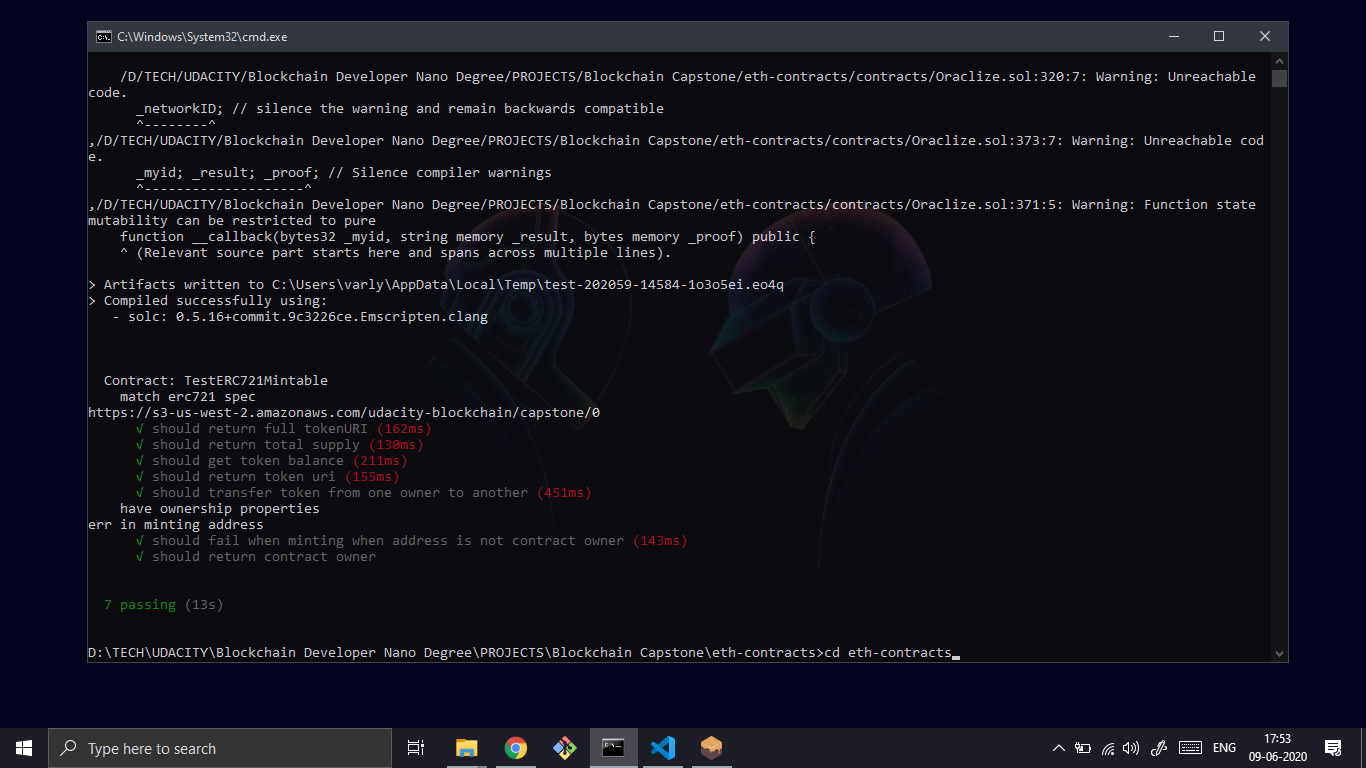 C:\Windows\System32\cmd.exe
/D/TECH/UDACITY/Blockchain Developer Nano Degree/PROJECTS/Blockchain Capstone/eth-contracts/contracts/Oraclize.sol:320:7: Warning: Unreachable
code.
_networkID; // silence the warning and remain backwards compatible
^--------^
,/D/TECH/UDACITY/Blockchain Developer Nano Degree/PROJECTS/Blockchain Capstone/eth-contracts/contracts/Oraclize.sol:373:7: Warning: Unreachable cod
e.
_myid; _result; _proof; // Silence compiler warnings
^--------------------^
,/D/TECH/UDACITY/Blockchain Developer Nano Degree/PROJECTS/Blockchain Capstone/eth-contracts/contracts/Oraclize.sol:371:5: Warning: Function state
mutability can be restricted to pure
function __callback(bytes32 _myid, string memory _result, bytes memory _proof) public {
^ (Relevant source part starts here and spans across multiple lines).
> Artifacts written to C:\Users\varly\AppData\Local\Temp\test-202059-14584-1o3o5ei.eo4q
> Compiled successfully using:
- solc: 0.5.16+commit.9c3226ce.Emscripten.clang
Contract: TestERC721Mintable
match erc721 spec
https://s3-us-west-2.amazonaws.com/udacity-blockchain/capstone/0
√ should return full tokenURI (162ms)
√ should return total supply (130ms)
√ should get token balance (211ms)
√ should return token uri (155ms)
√ should transfer token from one owner to another (451ms)
have ownership properties
err in minting address
√ should fail when minting when address is not contract owner (143ms)
√ should return contract owner
7 passing (13s)
D:\TECH\UDACITY\Blockchain Developer Nano Degree\PROJECTS\Blockchain Capstone\eth-contracts>cd eth-contracts
Type here to search
ENG
17:53
09-06-2020